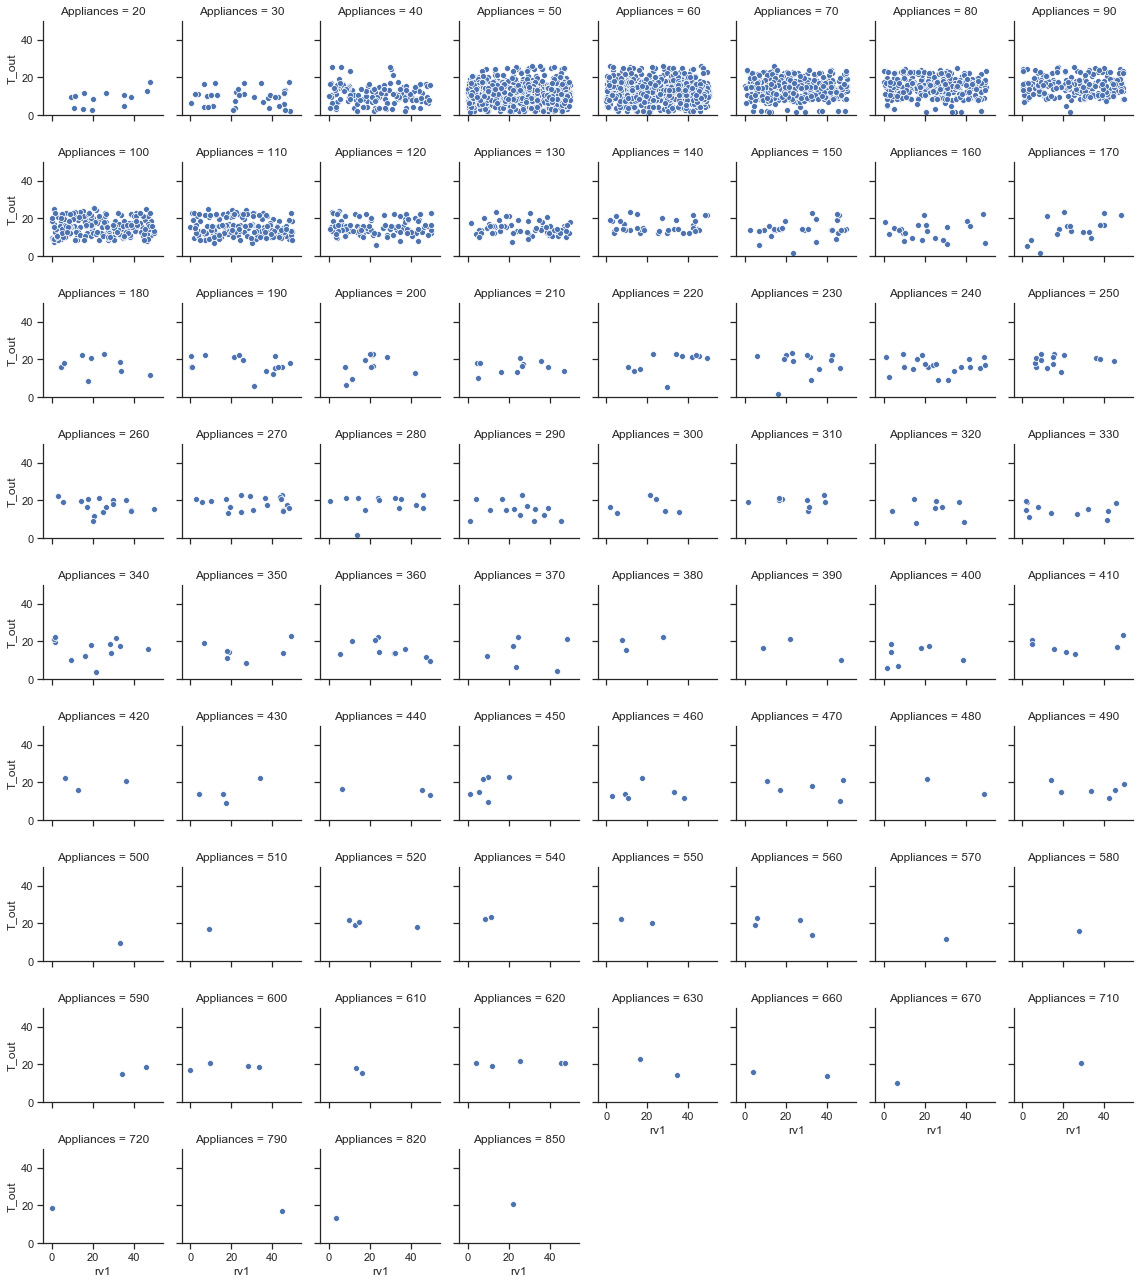 Appliances = 20 Appliances = 30 Appliances = 40 Appliances = 50 Appliances = 60 Appliances = 70 Appliances = 80 Appliances = 90
40
T_out
20
0
Appliances = 100 Appliances = 110 Appliances = 120 Appliances = 130 Appliances = 140 Appliances = 150 Appliances = 160 Appliances = 170
40
T_out
20
0
Appliances = 180 Appliances = 190 Appliances = 200 Appliances = 210 Appliances = 220 Appliances = 230 Appliances = 240 Appliances = 250
40
T_out
20
0
Appliances = 260 Appliances = 270 Appliances = 280 Appliances = 290 Appliances = 300 Appliances = 310 Appliances = 320 Appliances = 330
40
T_out
20
0
Appliances = 340 Appliances = 350 Appliances = 360 Appliances = 370 Appliances = 380 Appliances = 390 Appliances = 400 Appliances = 410
40
T_out
20
0
Appliances = 420 Appliances = 430 Appliances = 440 Appliances = 450 Appliances = 460 Appliances = 470 Appliances = 480 Appliances = 490
40
T_out
20
0
Appliances = 500 Appliances = 510 Appliances = 520 Appliances = 540 Appliances = 550 Appliances = 560 Appliances = 570 Appliances = 580
40
T_out
20
0
Appliances = 590 Appliances = 600 Appliances = 610 Appliances = 620 Appliances = 630 Appliances = 660 Appliances = 670 Appliances = 710
40
T_out
20
0
0 20 40 0 20 40 0 20 40 0 20 40
rv1 rv1 rv1 rv1
Appliances = 720 Appliances = 790 Appliances = 820 Appliances = 850
40
T_out
20
0
0 20 40 0 20 40 0 20 40 0 20 40
rv1 rv1 rv1 rv1